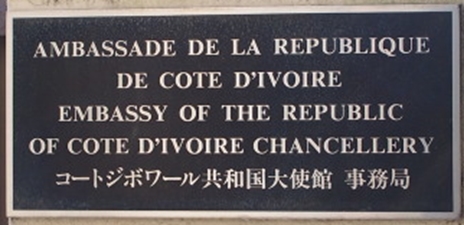 AMBASSADE DE LA REPUBLIQUE
DE COTE D'IVOIRE
EMBASSY OF THE REPUBLIC
OF COTE D'IVOIRE CHANCELLERY
コートジボワール共和国大使館 事務局